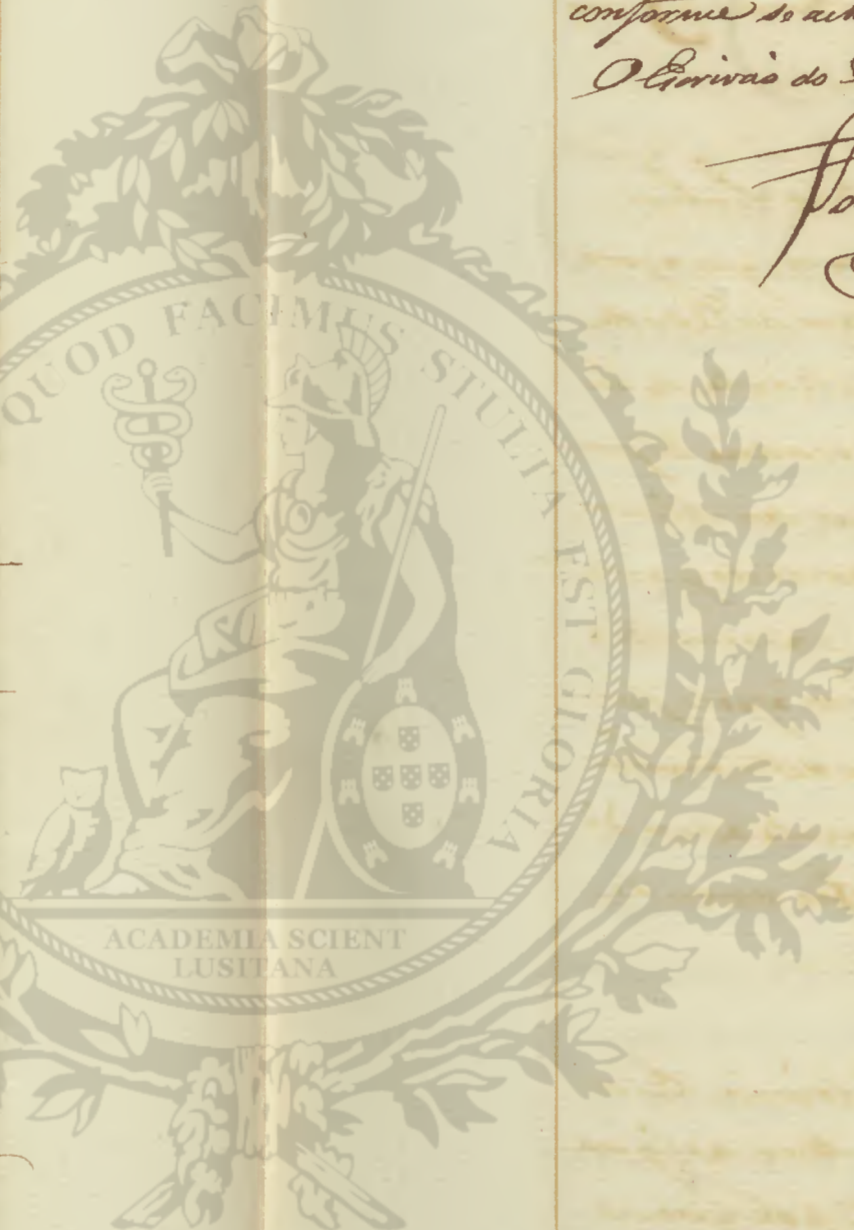 conforme se ach
O Escrivão do
QUOD FACIMUS STULTA EST GLORIA
ACADEMIA SCIENT
LUSITANA